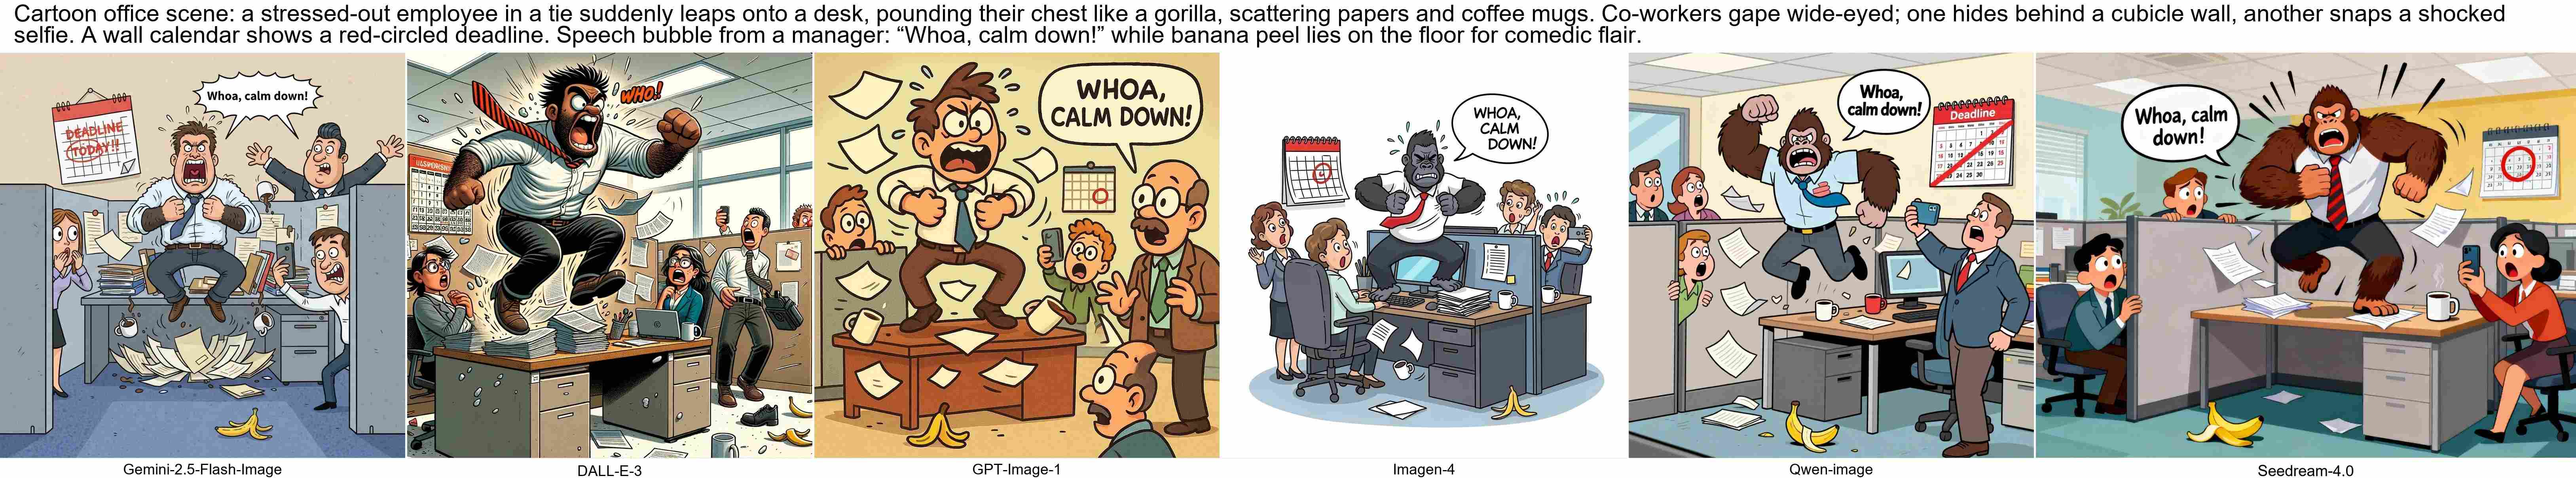 Cartoon office scene: a stressed-out employee in a tie suddenly leaps onto a desk, pounding their chest like a gorilla, scattering papers and coffee mugs. Co-workers gape wide-eyed; one hides behind a cubicle wall, another snaps a shocked
selfie. A wall calendar shows a red-circled deadline. Speech bubble from a manager: “Whoa, calm down!” while banana peel lies on the floor for comedic flair.
DEADLINE
TODAY!!
Whoa, calm down!
WHO.!
WHOA,
CALM DOWN!
WHOA,
CALM
DOWN!
Whoa,
calm down!
Deadline
Whoa, calm
down!
Gemini-2.5-Flash-Image
DALL-E-3
GPT-Image-1
Imagen-4
Qwen-image
Seedream-4.0